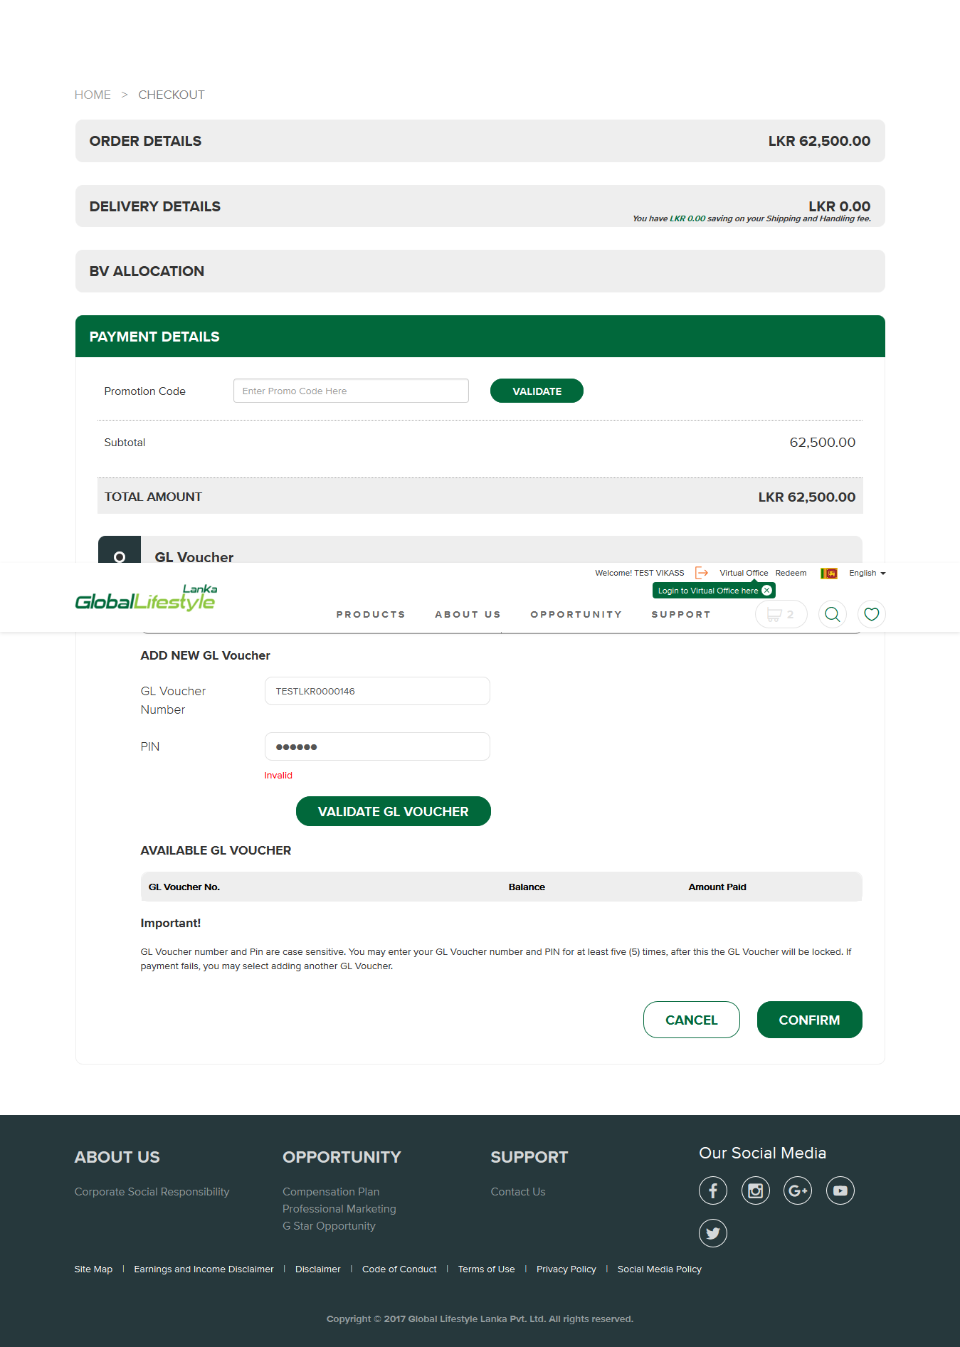 HOME > CHECKOUT
ORDER DETAILS LKR 62,500.00
DELIVERY DETAILS LKR 0.00
You have LKR 0.00 saving on your Shipping and Handling fee.
BV ALLOCATION
PAYMENT DETAILS
Promotion Code Enter Promo Code Here VALIDATE
Subtotal 62,500.00
TOTAL AMOUNT LKR 62,500.00
GL Voucher
Welcome! TEST VIKASS Virtual Office Redeem English
Login to Virtual Office here
Lanka
GlobalLifestyle
PRODUCTS ABOUT US OPPORTUNITY SUPPORT 2
ADD NEW GL Voucher
GL Voucher Number TESTLKR0000146
PIN ●●●●●●
Invalid
VALIDATE GL VOUCHER
AVAILABLE GL VOUCHER
GL Voucher No. Balance Amount Paid
Important!
GL Voucher number and Pin are case sensitive. You may enter your GL Voucher number and PIN for at least five (5) times, after this the GL Voucher will be locked. If
payment fails, you may select adding another GL Voucher.
CANCEL CONFIRM
ABOUT US OPPORTUNITY SUPPORT Our Social Media
Corporate Social Responsibility Compensation Plan Contact Us
Professional Marketing
G Star Opportunity
Site Map | Earnings and Income Disclaimer | Disclaimer | Code of Conduct | Terms of Use | Privacy Policy | Social Media Policy
Copyright © 2017 Global Lifestyle Lanka Pvt. Ltd. All rights reserved.